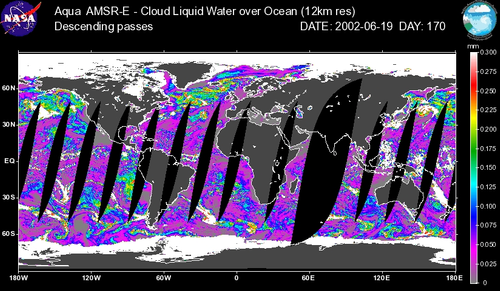 NASA
Aqua AMSR-E - Cloud Liquid Water over Ocean (12km res)
Descending passes
DATE: 2002-06-19 DAY: 170
mm
0.300
0.275
0.250
0.225
0.200
0.175
0.150
0.125
0.100
0.075
0.050
0.025
0
60N
30N
EQ
30S
60S
180W
120W
60W
0
60E
120E
180E